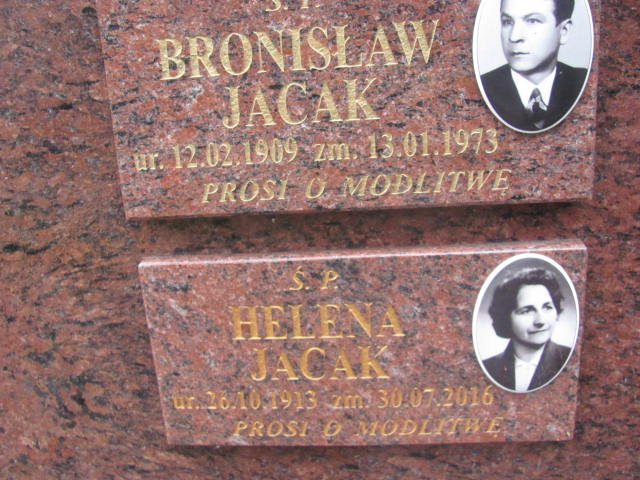 Ś. P.
BRONISŁAW
JACAK
ur. 12.02.1909 zm. 13.01.1973
PROSI O MODLITWĘ
Ś. P.
HELENA
JACAK
ur. 26.10.1913 zm. 30.07.2016
PROSI O MODLITWĘ